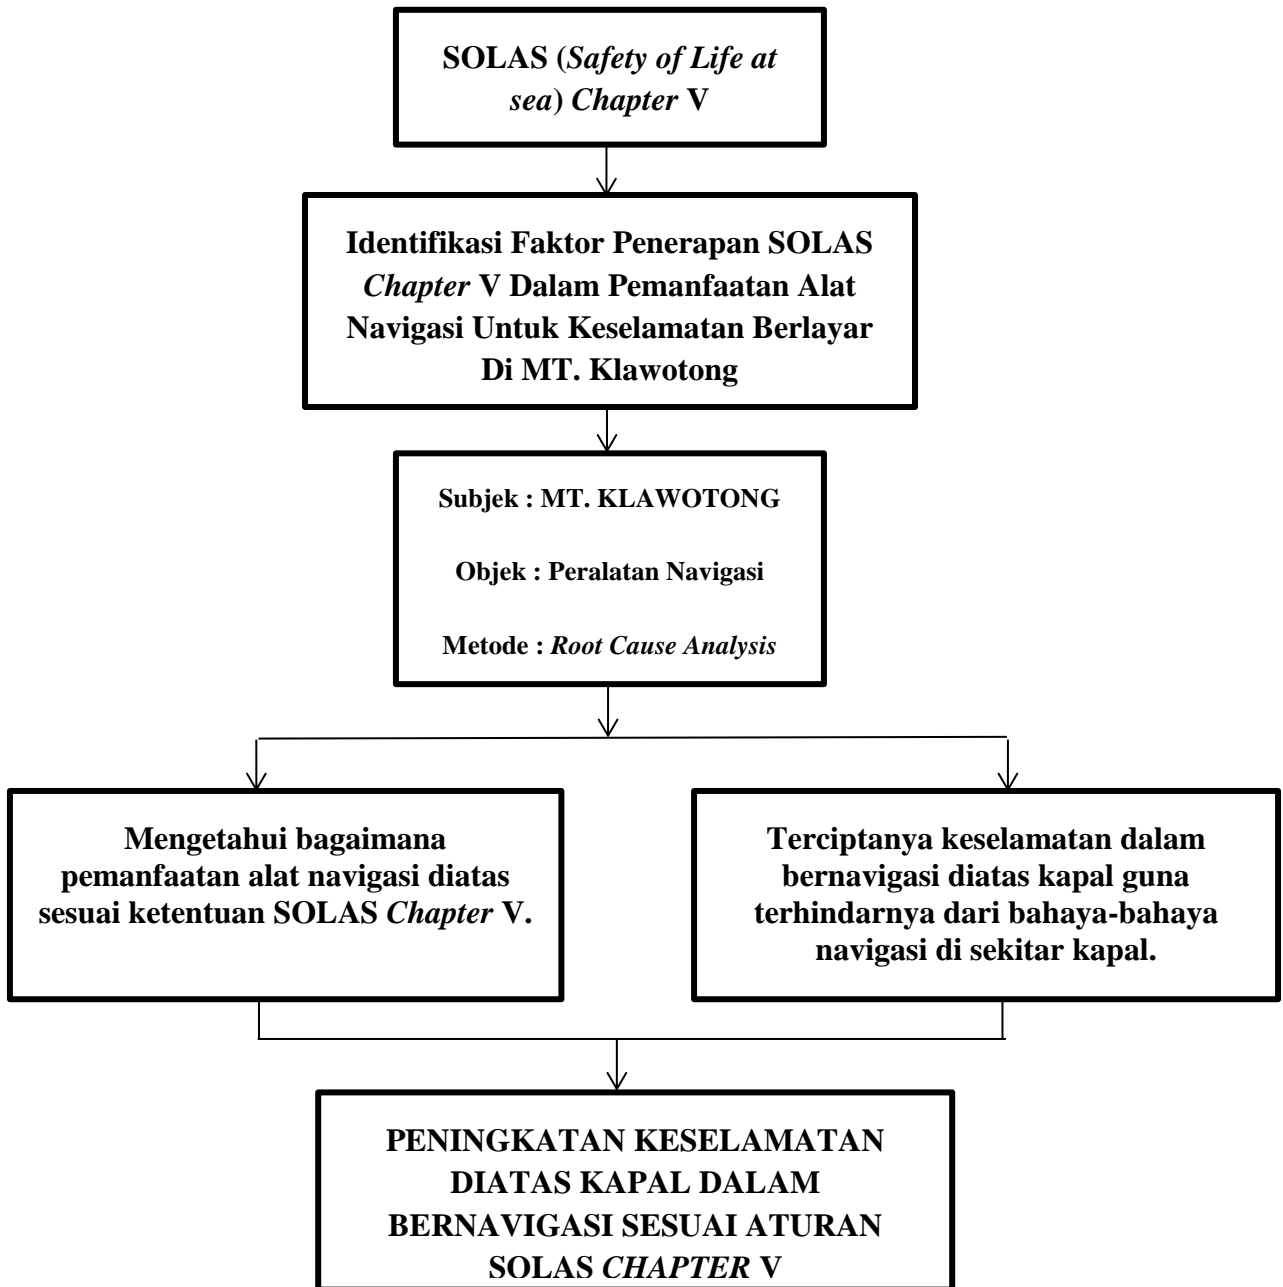 SOLAS (Safety of Life at
sea) Chapter V
Identifikasi Faktor Penerapan SOLAS
Chapter V Dalam Pemanfaatan Alat
Navigasi Untuk Keselamatan Berlayar
Di MT. Klawotong
Subjek : MT. KLAWOTONG
Objek : Peralatan Navigasi
Metode : Root Cause Analysis
Mengetahui bagaimana
pemanfaatan alat navigasi diatas
sesuai ketentuan SOLAS Chapter V.
Terciptanya keselamatan dalam
bernavigasi diatas kapal guna
terhindarnya dari bahaya-bahaya
navigasi di sekitar kapal.
PENINGKATAN KESELAMATAN
DIATAS KAPAL DALAM
BERNAVIGASI SESUAI ATURAN
SOLAS CHAPTER V